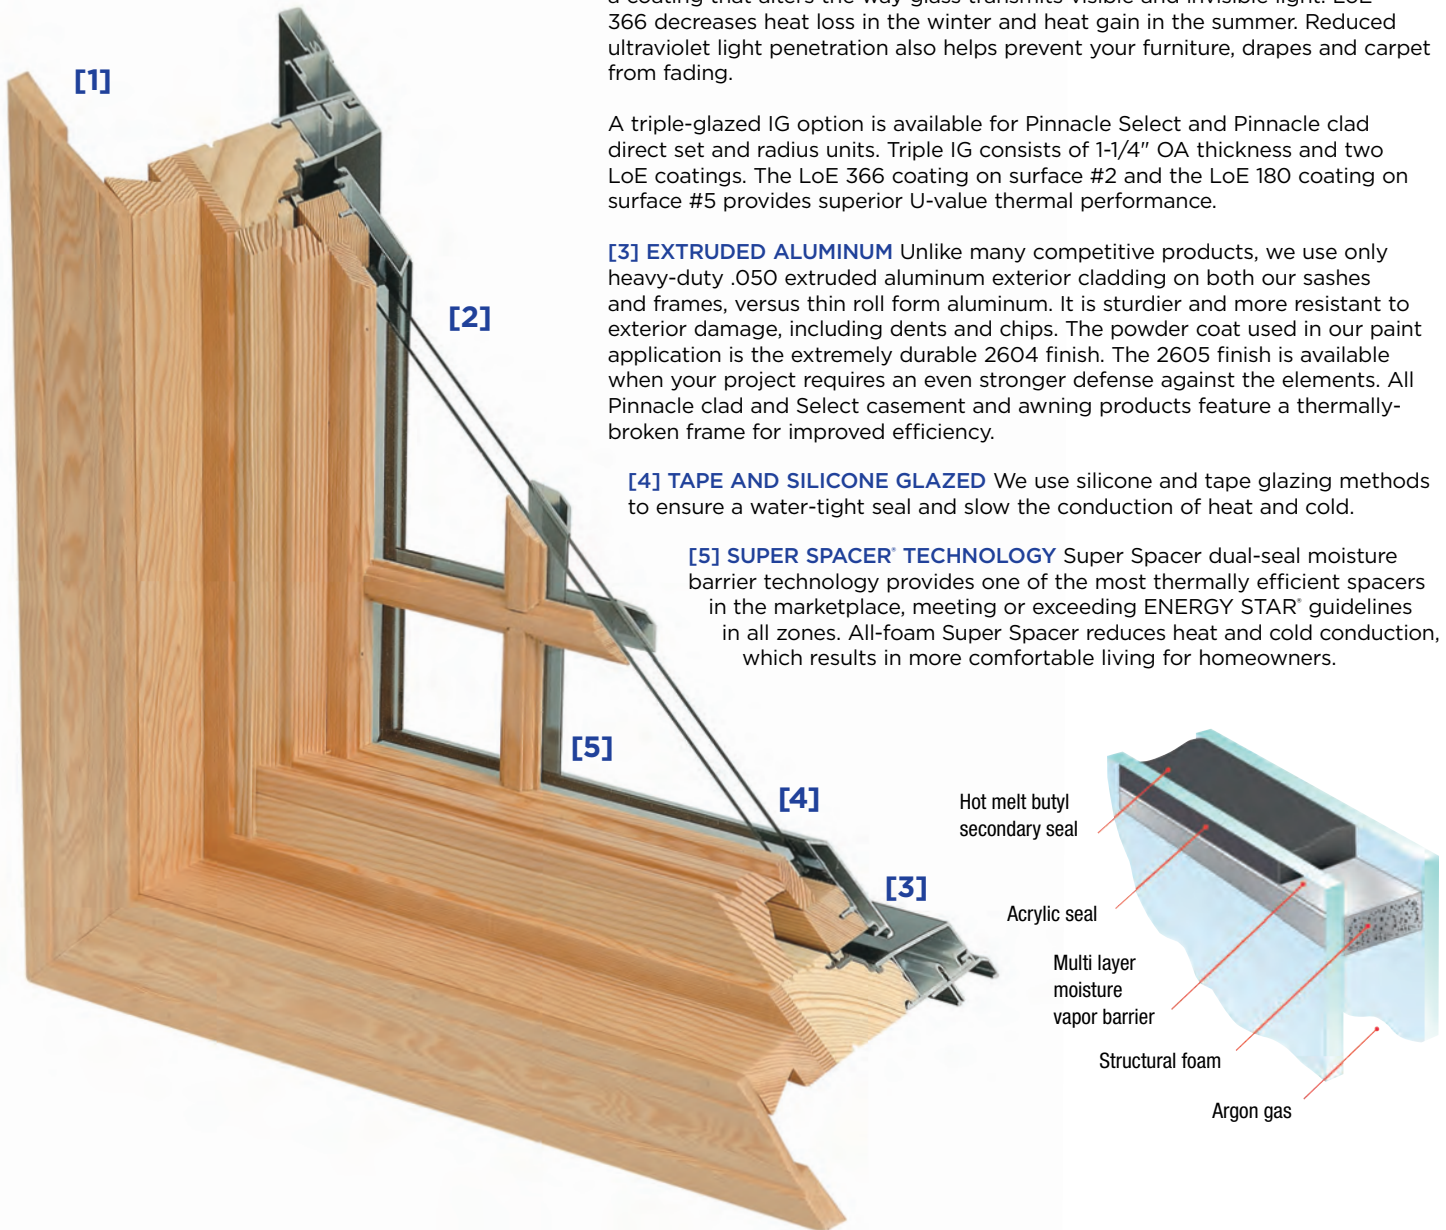 a coating that alters the way glass transmits visible and invisible light. LoE
366 decreases heat loss in the winter and heat gain in the summer. Reduced
ultraviolet light penetration also helps prevent your furniture, drapes and carpet
from fading.
A triple-glazed IG option is available for Pinnacle Select and Pinnacle clad
direct set and radius units. Triple IG consists of 1-1/4" OA thickness and two
LoE coatings. The LoE 366 coating on surface #2 and the LoE 180 coating on
surface #5 provides superior U-value thermal performance.
[3] EXTRUDED ALUMINUM Unlike many competitive products, we use only
heavy-duty .050 extruded aluminum exterior cladding on both our sashes
and frames, versus thin roll form aluminum. It is sturdier and more resistant to
exterior damage, including dents and chips. The powder coat used in our paint
application is the extremely durable 2604 finish. The 2605 finish is available
when your project requires an even stronger defense against the elements. All
Pinnacle clad and Select casement and awning products feature a thermally-
broken frame for improved efficiency.
[4] TAPE AND SILICONE GLAZED We use silicone and tape glazing methods
to ensure a water-tight seal and slow the conduction of heat and cold.
[5] SUPER SPACER® TECHNOLOGY Super Spacer dual-seal moisture
barrier technology provides one of the most thermally efficient spacers
in the marketplace, meeting or exceeding ENERGY STAR® guidelines
in all zones. All-foam Super Spacer reduces heat and cold conduction,
which results in more comfortable living for homeowners.
[1]
[2]
[5]
[4]
[3]
Hot melt butyl
secondary seal
Acrylic seal
Multi layer
moisture
vapor barrier
Structural foam
Argon gas